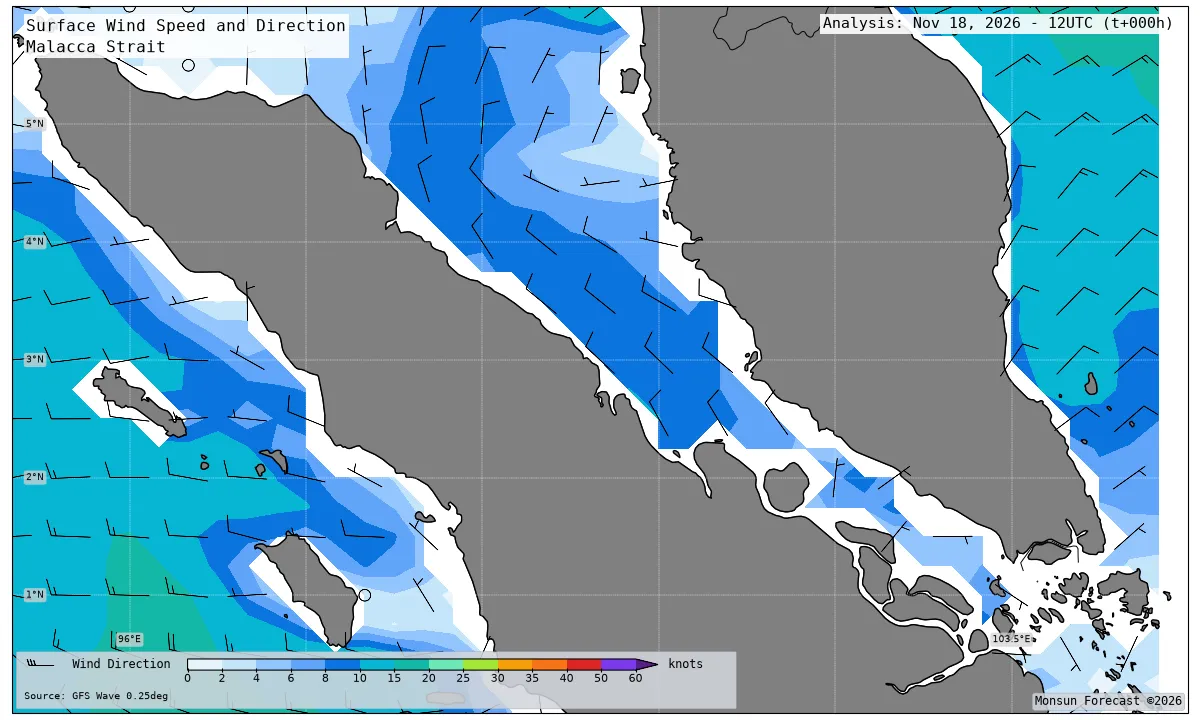 Surface Wind Speed and Direction
Malacca Strait
Analysis: Nov 18, 2026 - 12UTC (t+000h)
5°N
4°N
3°N
2°N
1°N
96°E
103.5°E
Wind Direction
knots
0 2 4 6 8 10 15 20 25 30 35 40 50 60
Source: GFS Wave 0.25deg
Monsun Forecast ©2026